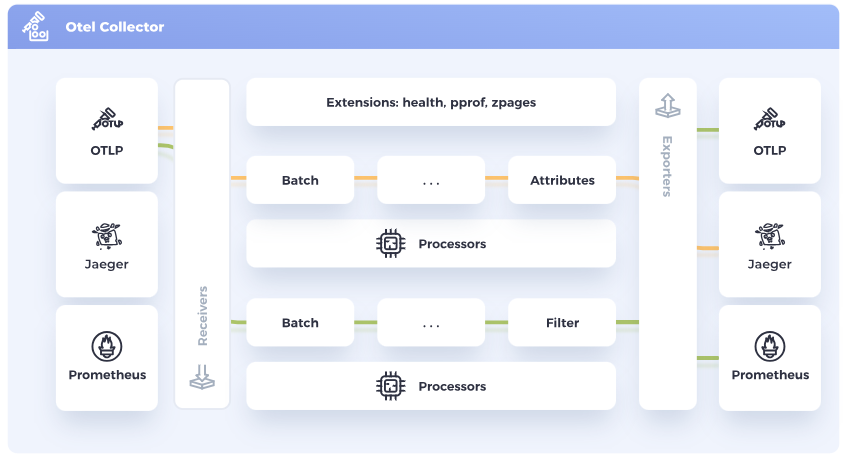 Otel Collector
OTLP
Jaeger
Prometheus
Receivers
Extensions: health, pprof, zpages
Batch
. . .
Attributes
Processors
Batch
. . .
Filter
Processors
Exporters
OTLP
Jaeger
Prometheus